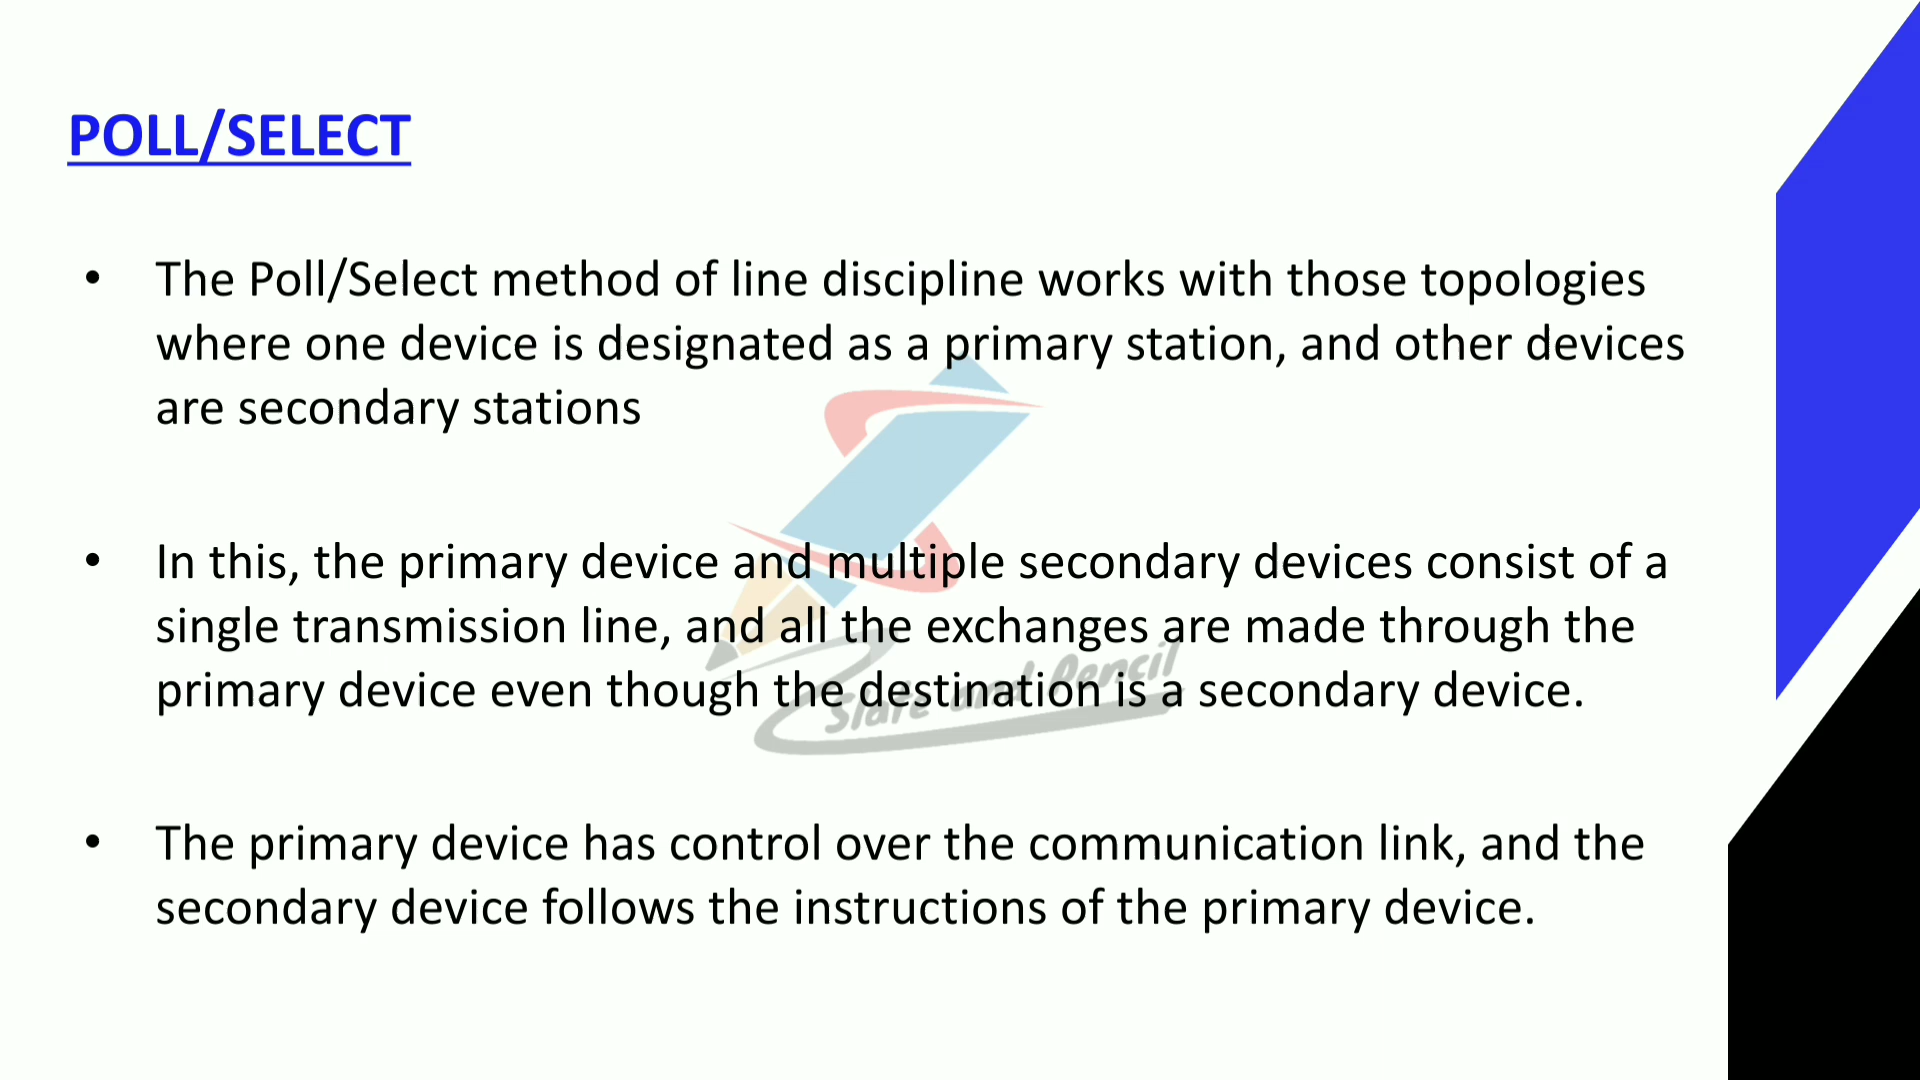 POLL/SELECT
• The Poll/Select method of line discipline works with those topologies
where one device is designated as a primary station, and other devices
are secondary stations
• In this, the primary device and multiple secondary devices consist of a
single transmission line, and all the exchanges are made through the
primary device even though the destination is a secondary device.
Slate and Pencil
• The primary device has control over the communication link, and the
secondary device follows the instructions of the primary device.